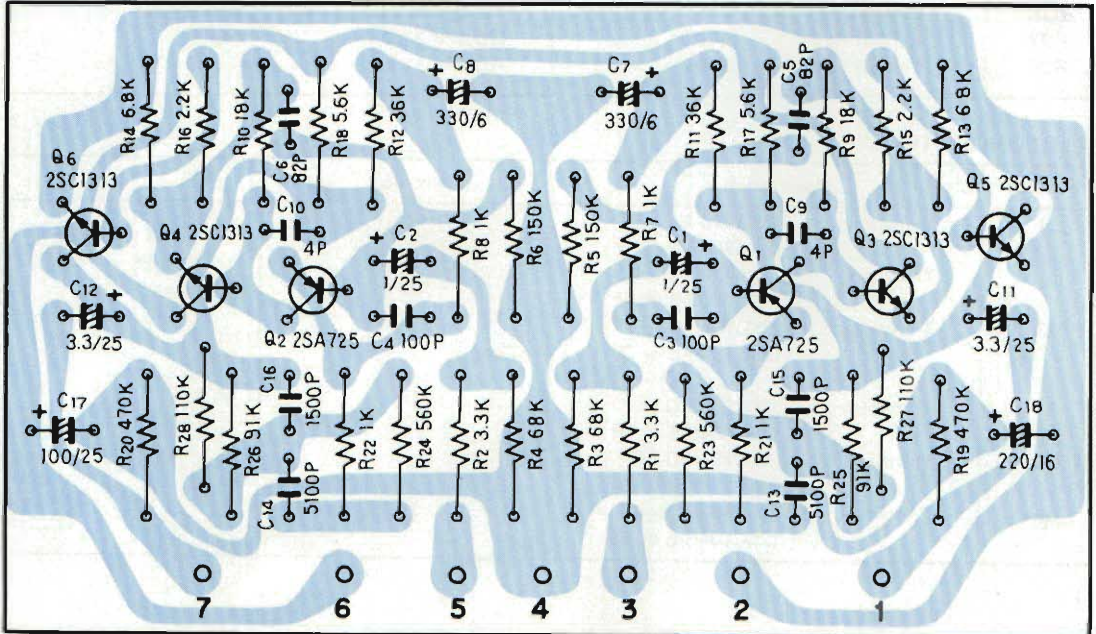 R14 6.8K
R16 2.2K
R10 18K
C6 82P
R18 5.6K
R12 36K
+ C8
330/6
C7 +
330/6
R11 36K
R17 5.6K
C5 82P
R9 18K
R15 2.2K
R13 6.8K
Q6
2SC1313
Q4 2SC1313
C10
4P
+ C2
1/25
R8 1K
R6 150K
R5 150K
R7 1K
C1 +
1/25
Q1
2SA725
C9
4P
Q3 2SC1313
Q5 2SC1313
C12 +
3.3/25
Q2 2SA725
C4 100P
C3 100P
+ C11
3.3/25
+ C17
100/25
R20 470K
R28 110K
R26 91K
C16
1500P
C14
5100P
R22 1K
R24 560K
R2 3.3K
R4 68K
R3 68K
R1 3.3K
R23 560K
R21 1K
C15
1500P
C13
5100P
R25
91K
R27 110K
R19 470K
+ C18
220/16
7 6 5 4 3 2 1